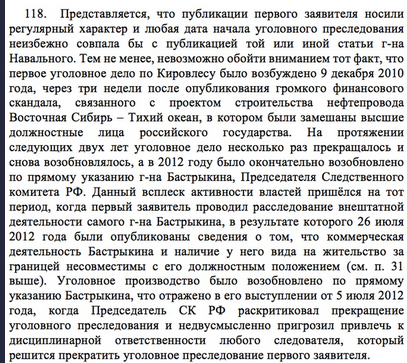 118. Представляется, что публикации первого заявителя носили
регулярный характер и любая дата начала уголовного преследования
неизбежно совпала бы с публикацией той или иной статьи г-на
Навального. Тем не менее, невозможно обойти вниманием тот факт, что
первое уголовное дело по Кировлесу было возбуждено 9 декабря 2010
года, через три недели после опубликования громкого финансового
скандала, связанного с проектом строительства нефтепровода
Восточная Сибирь – Тихий океан, в котором были замешаны высшие
должностные лица российского государства. На протяжении
следующих двух лет уголовное дело несколько раз прекращалось и
снова возобновлялось, а в 2012 году было окончательно возобновлено
по прямому указанию г-на Бастрыкина, Председателя Следственного
комитета РФ. Данный всплеск активности властей пришёлся на тот
период, когда первый заявитель проводил расследование внештатной
деятельности самого г-на Бастрыкина, в результате которого 26 июля
2012 года были опубликованы сведения о том, что коммерческая
деятельность Бастрыкина и наличие у него вида на жительство за
границей несовместимы с его должностным положением (см. п. 31
выше). Уголовное производство было возобновлено по прямому
указанию Бастрыкина, что отражено в его выступлении от 5 июля 2012
года, когда Председатель СК РФ раскритиковал прекращение
уголовного преследования и недвусмысленно пригрозил привлечь к
дисциплинарной ответственности любого следователя, который
решится прекратить уголовное преследование первого заявителя.